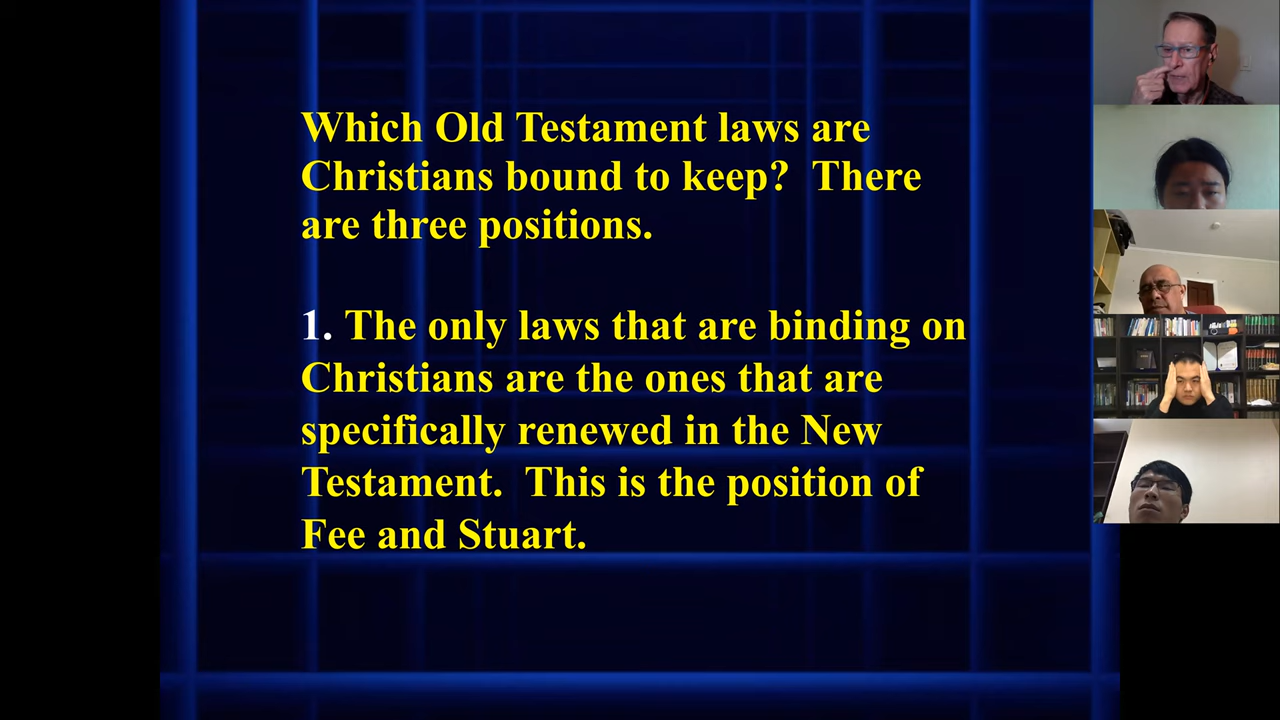 Which Old Testament laws are
Christians bound to keep?  There
are three positions.
1. The only laws that are binding on
Christians are the ones that are
specifically renewed in the New
Testament.  This is the position of
Fee and Stuart.